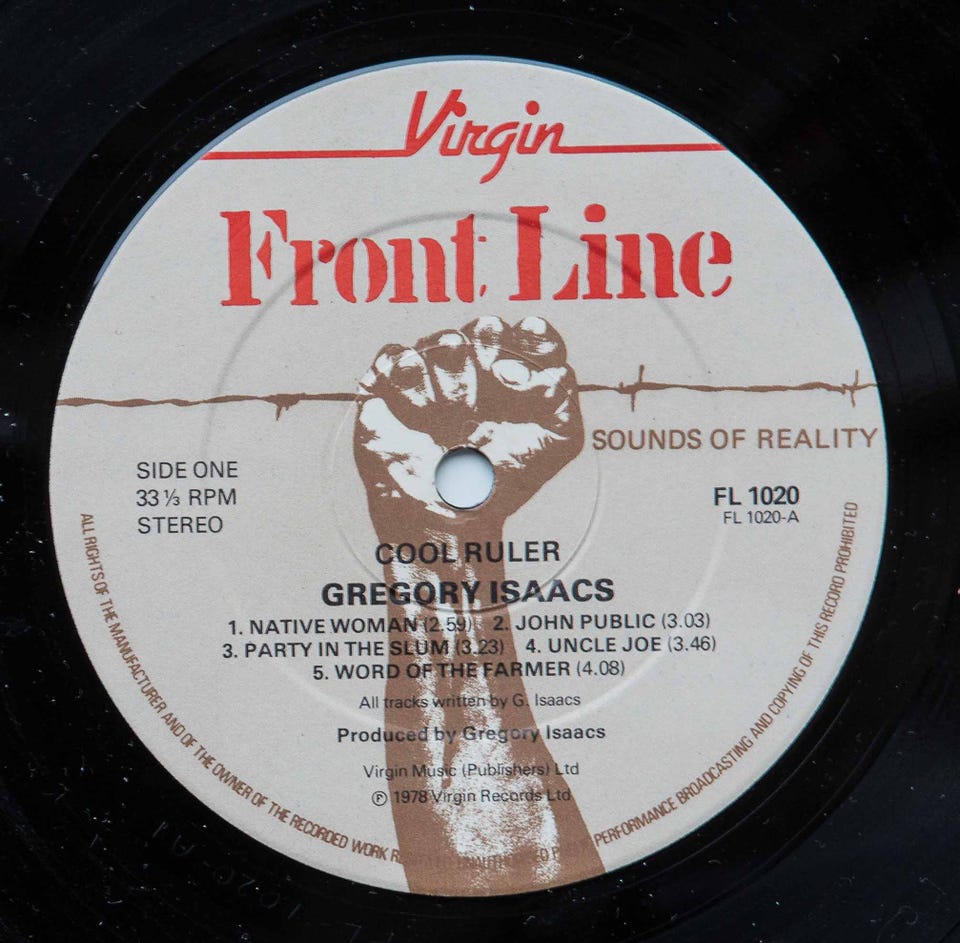 Virgin
Front Line
SOUNDS OF REALITY
SIDE ONE
33⅓ RPM
STEREO
FL 1020
FL 1020-A
COOL RULER
GREGORY ISAACS
1. NATIVE WOMAN (2.59) 2. JOHN PUBLIC (3.03)
3. PARTY IN THE SLUM (3.23) 4. UNCLE JOE (3.46)
5. WORD OF THE FARMER (4.08)
All tracks written by G. Isaacs
Produced by Gregory Isaacs
Virgin Music (Publishers) Ltd
℗ 1978 Virgin Records Ltd
ALL RIGHTS OF THE MANUFACTURER AND OF THE OWNER OF THE RECORDED WORK PERFORMANCE BROADCASTING AND COPYING OF THIS RECORD PROHIBITED